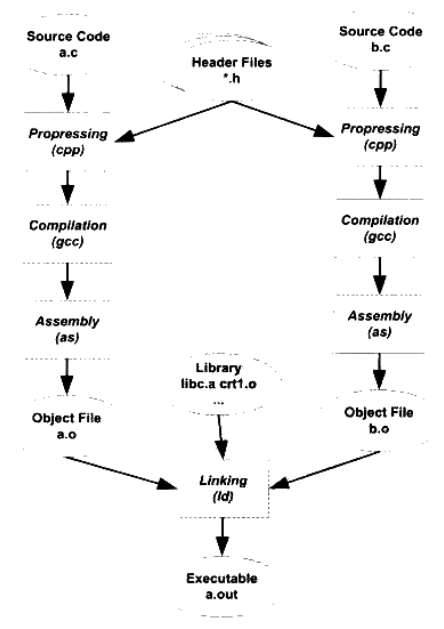 Source Code
a.c
Header Files
*.h
Source Code
b.c
Propressing
(cpp)
Propressing
(cpp)
Compilation
(gcc)
Compilation
(gcc)
Assembly
(as)
Assembly
(as)
Library
libc.a crt1.o
...
Object File
a.o
Object File
b.o
Linking
(ld)
Executable
a.out